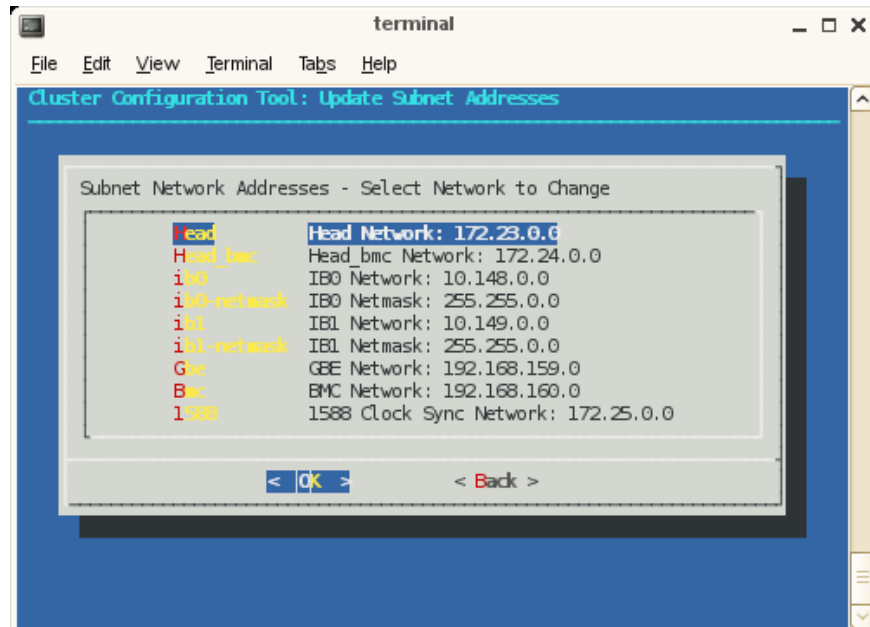 terminal
File Edit View Terminal Tabs Help
Cluster Configuration Tool: Update Subnet Addresses
Subnet Network Addresses - Select Network to Change
Head Head Network: 172.23.0.0
Head_bmc Head_bmc Network: 172.24.0.0
ib0 IB0 Network: 10.148.0.0
ib0-netmask IB0 Netmask: 255.255.0.0
ib1 IB1 Network: 10.149.0.0
ib1-netmask IB1 Netmask: 255.255.0.0
Gbe GBE Network: 192.168.159.0
Bmc BMC Network: 192.168.160.0
1588 1588 Clock Sync Network: 172.25.0.0
< OK > < Back >